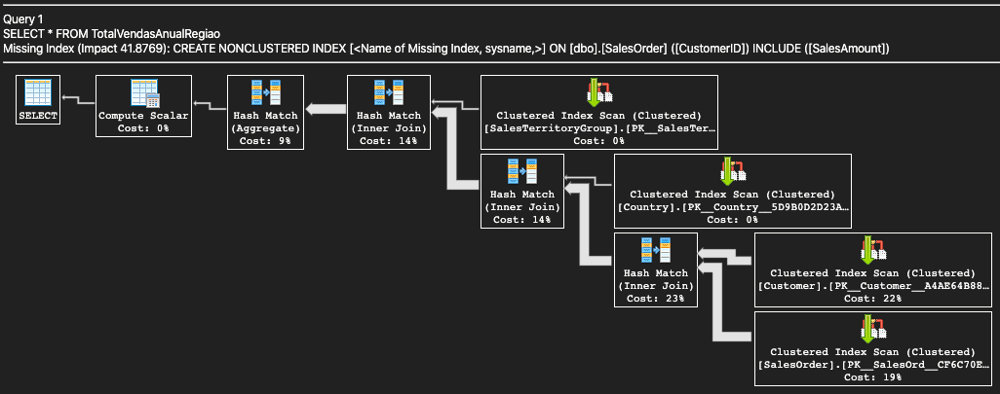 Query 1
SELECT * FROM TotalVendasAnualRegiao
Missing Index (Impact 41.8769): CREATE NONCLUSTERED INDEX [<Name of Missing Index, sysname,>] ON [dbo].[SalesOrder] ([CustomerID]) INCLUDE ([SalesAmount])
SELECT
Compute Scalar
Cost: 0%
Hash Match
(Aggregate)
Cost: 9%
Hash Match
(Inner Join)
Cost: 14%
Clustered Index Scan (Clustered)
[SalesTerritoryGroup].[PK__SalesTer...
Cost: 0%
Hash Match
(Inner Join)
Cost: 14%
Clustered Index Scan (Clustered)
[Country].[PK__Country__5D9B0D2D23A...
Cost: 0%
Hash Match
(Inner Join)
Cost: 23%
Clustered Index Scan (Clustered)
[Customer].[PK__Customer__A4AE64B88...
Cost: 22%
Clustered Index Scan (Clustered)
[SalesOrder].[PK__SalesOrd__CF6C70E...
Cost: 19%